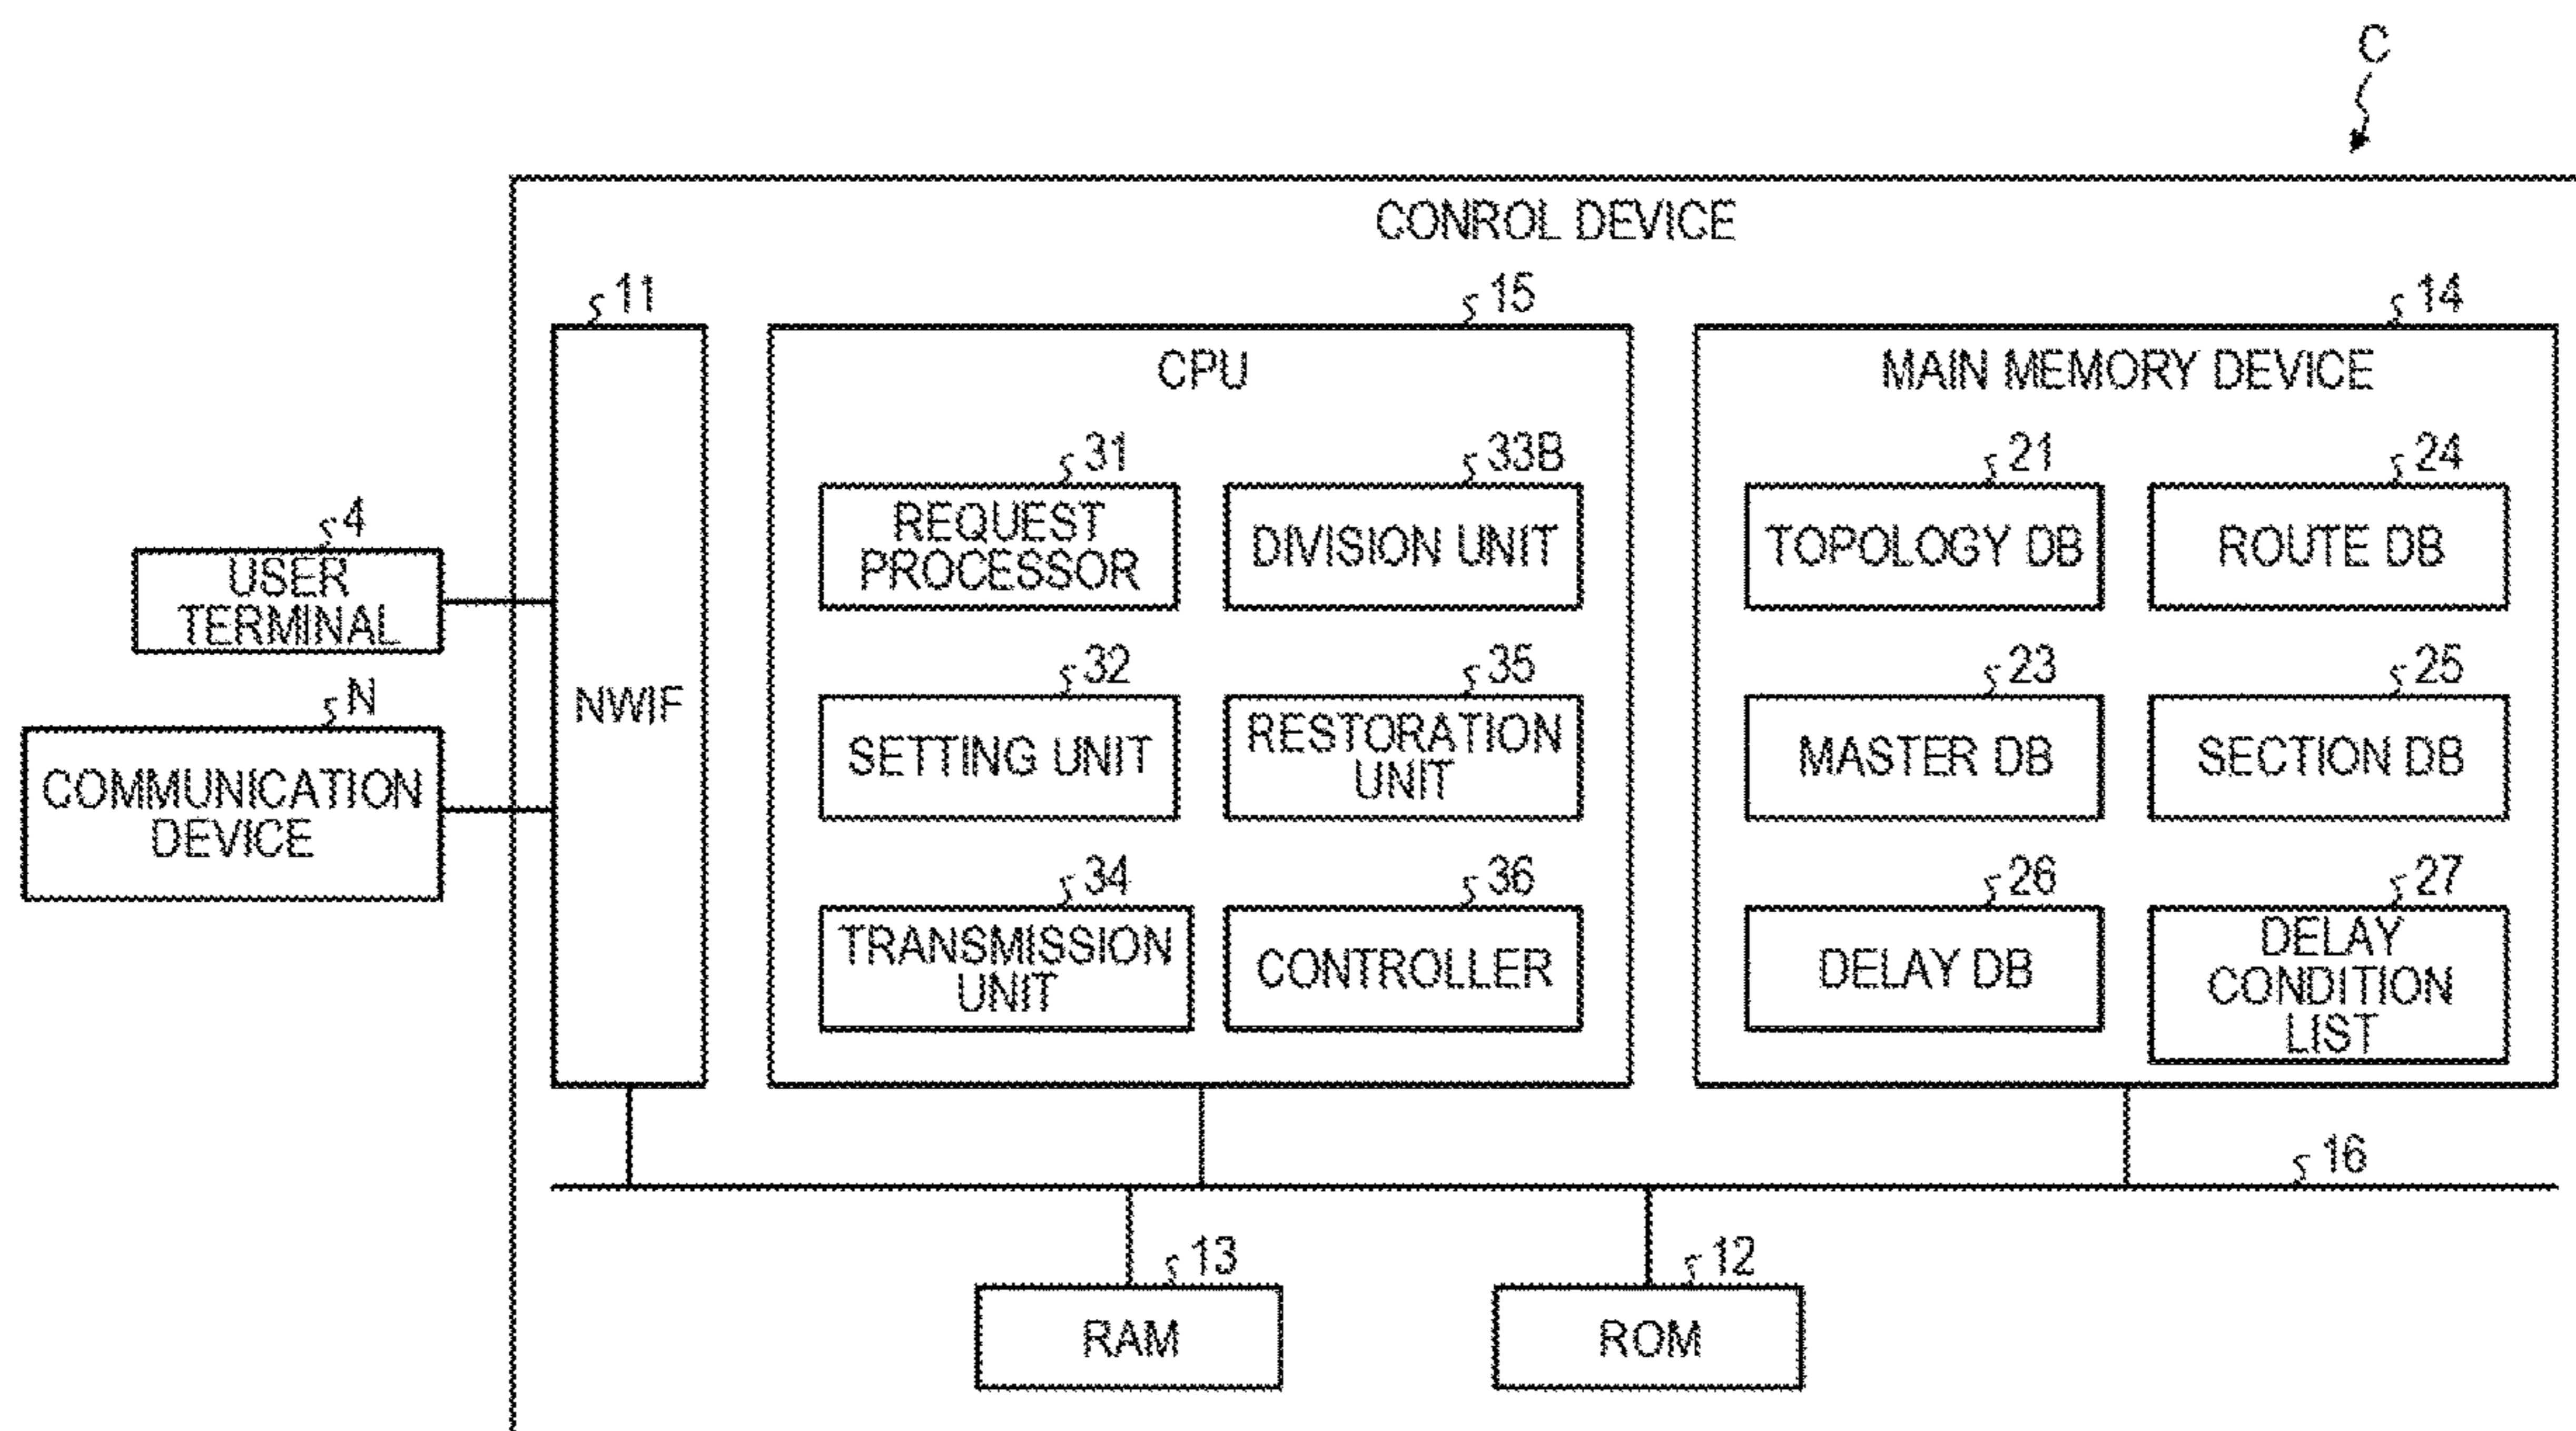 C
CONROL DEVICE
11
15
14
CPU
MAIN MEMORY DEVICE
31
33B
21
24
REQUEST
PROCESSOR
DIVISION UNIT
TOPOLOGY DB
ROUTE DB
4
USER
TERMINAL
N
COMMUNICATION
DEVICE
NWIF
32
35
23
25
SETTING UNIT
RESTORATION
UNIT
MASTER DB
SECTION DB
34
36
26
27
TRANSMISSION
UNIT
CONTROLLER
DELAY DB
DELAY
CONDITION
LIST
16
13
12
RAM
ROM